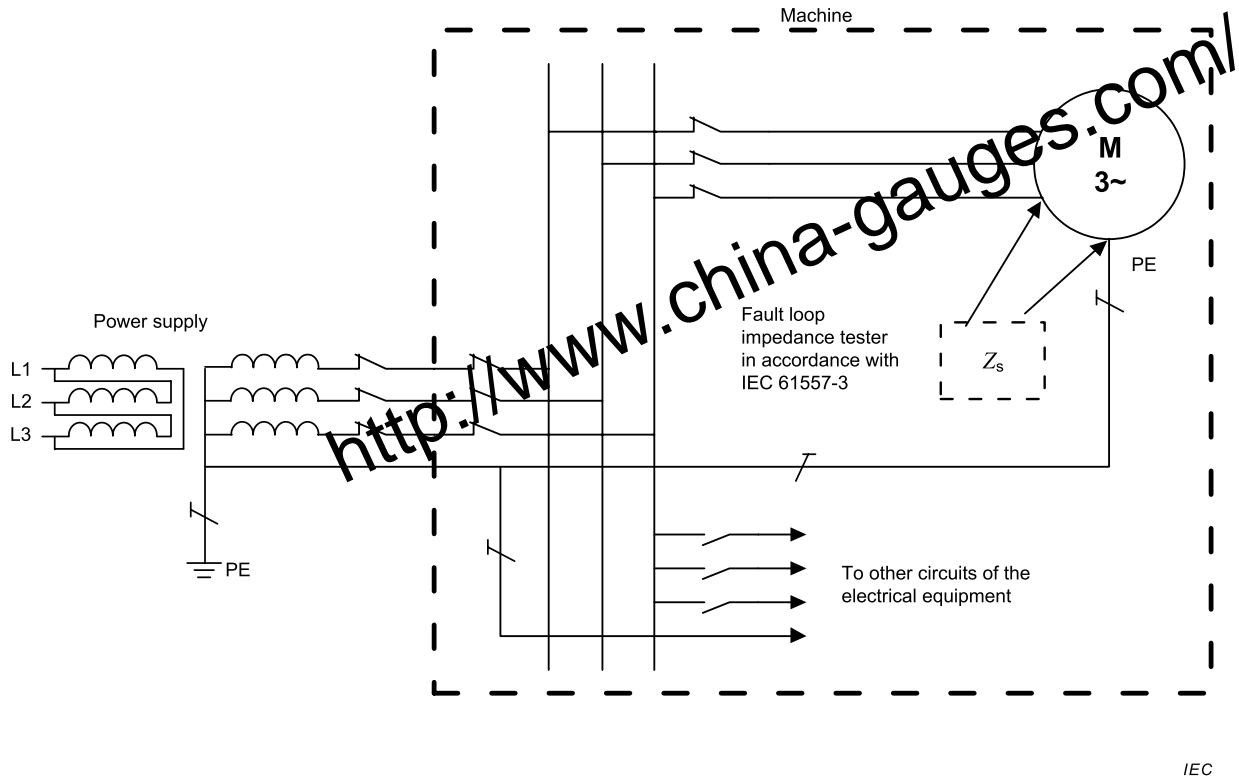 Machine
http://www.china-gauges.com/
M
3~
PE
Power supply
Fault loop
impedance tester
in accordance with
IEC 61557-3
Zs
L1
L2
L3
PE
To other circuits of the
electrical equipment
IEC